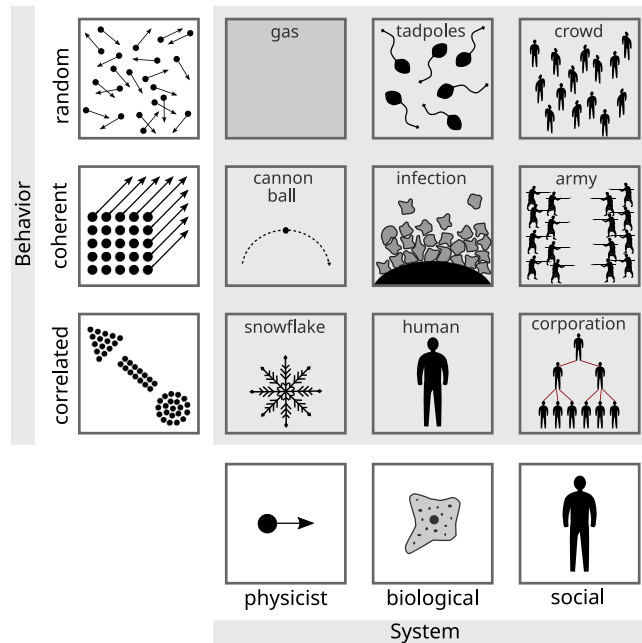 Behavior
random
gas
tadpoles
crowd
coherent
cannon
ball
infection
army
correlated
snowflake
human
corporation
physicist
biological
social
System